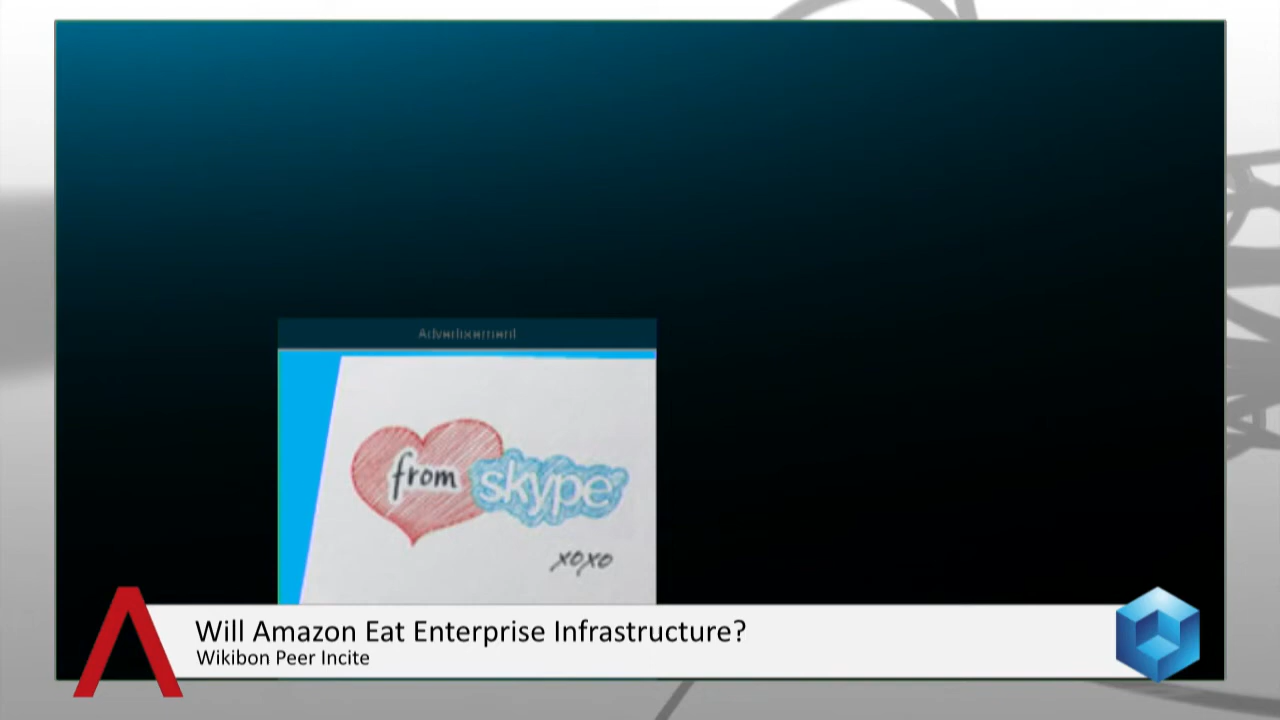 Advertisement
from skype
xoxo
Will Amazon Eat Enterprise Infrastructure?
Wikibon Peer Incite